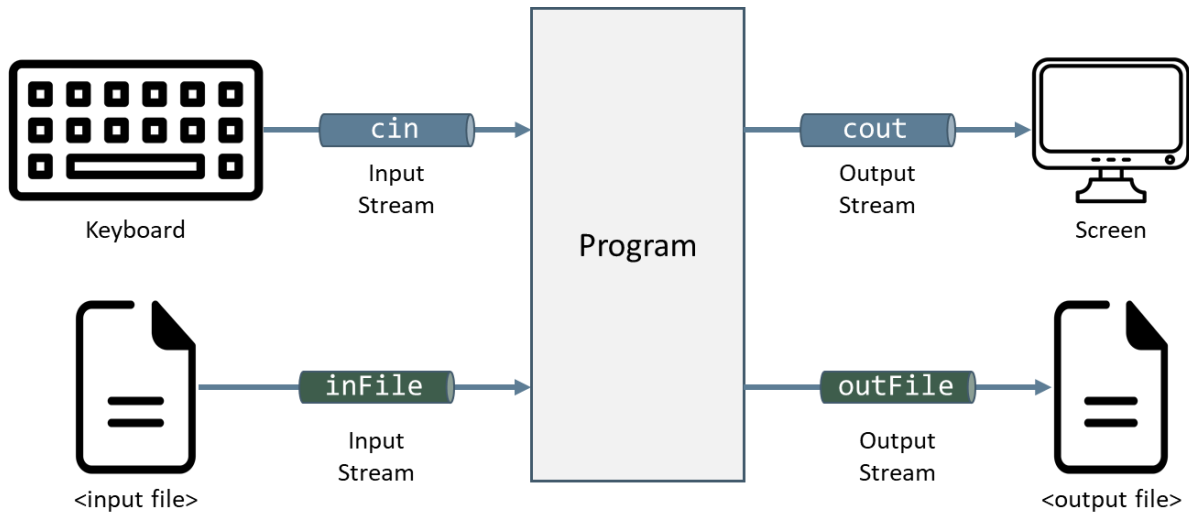 cin
Input
Stream
Keyboard
Program
cout
Output
Stream
Screen
inFile
Input
Stream
<input file>
outFile
Output
Stream
<output file>